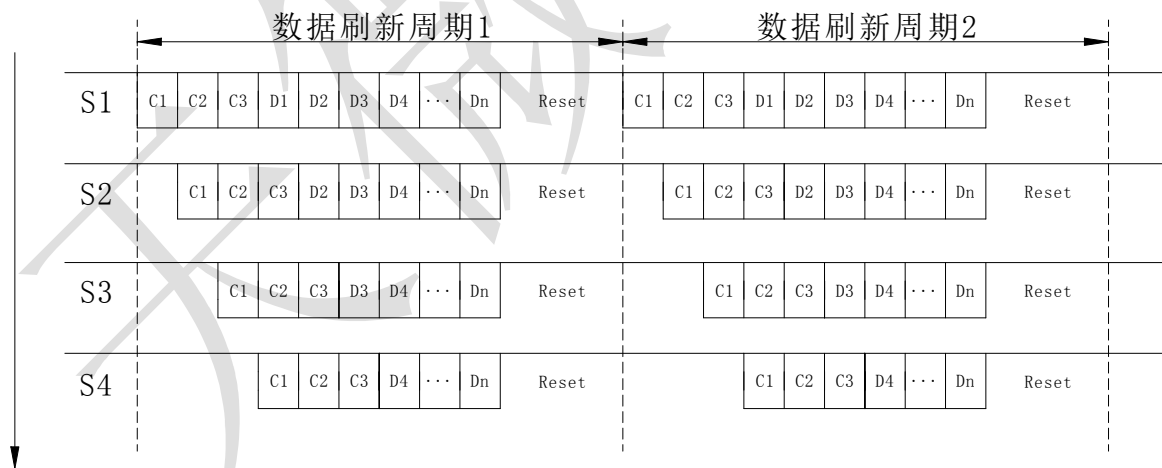 数据刷新周期1 数据刷新周期2
S1 C1 C2 C3 D1 D2 D3 D4 ··· Dn Reset C1 C2 C3 D1 D2 D3 D4 ··· Dn Reset
S2 C1 C2 C3 D2 D3 D4 ··· Dn Reset C1 C2 C3 D2 D3 D4 ··· Dn Reset
S3 C1 C2 C3 D3 D4 ··· Dn Reset C1 C2 C3 D3 D4 ··· Dn Reset
S4 C1 C2 C3 D4 ··· Dn Reset C1 C2 C3 D4 ··· Dn Reset